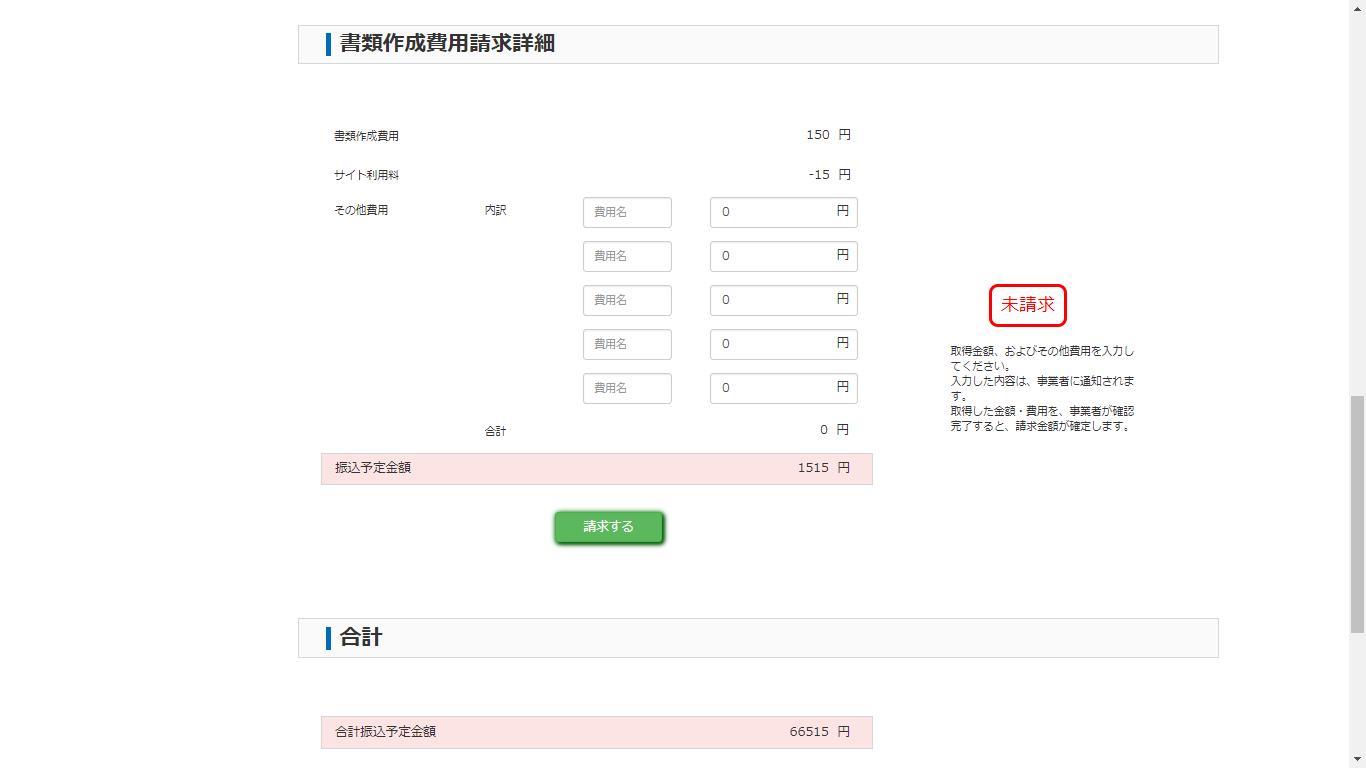 書類作成費用請求詳細
書類作成費用 150 円
サイト利用料 -15 円
その他費用 内訳 費用名 0 円
費用名 0 円
費用名 0 円
費用名 0 円
費用名 0 円
合計 0 円
振込予定金額 1515 円
請求する
未請求
取得金額、およびその他費用を入力し
てください。
入力した内容は、事業者に通知されま
す。
取得した金額・費用を、事業者が確認
完了すると、請求金額が確定します。
合計
合計振込予定金額 66515 円